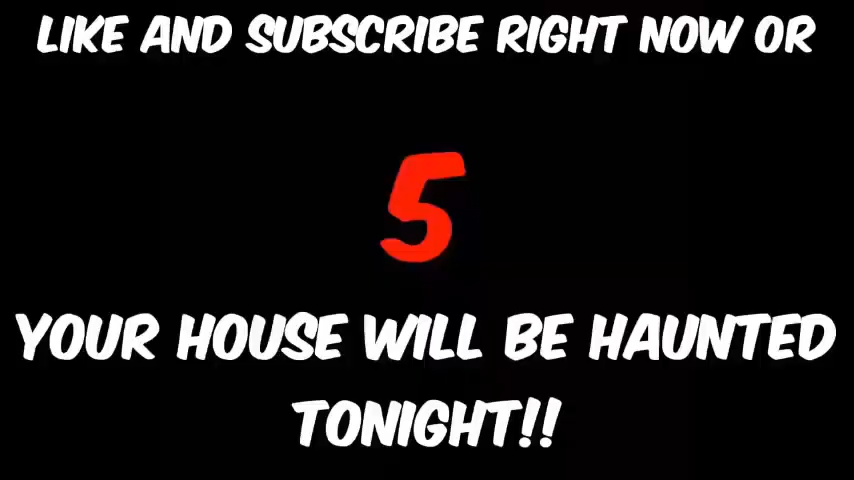 LIKE AND SUBSCRIBE RIGHT NOW OR
5
YOUR HOUSE WILL BE HAUNTED
TONIGHT!!